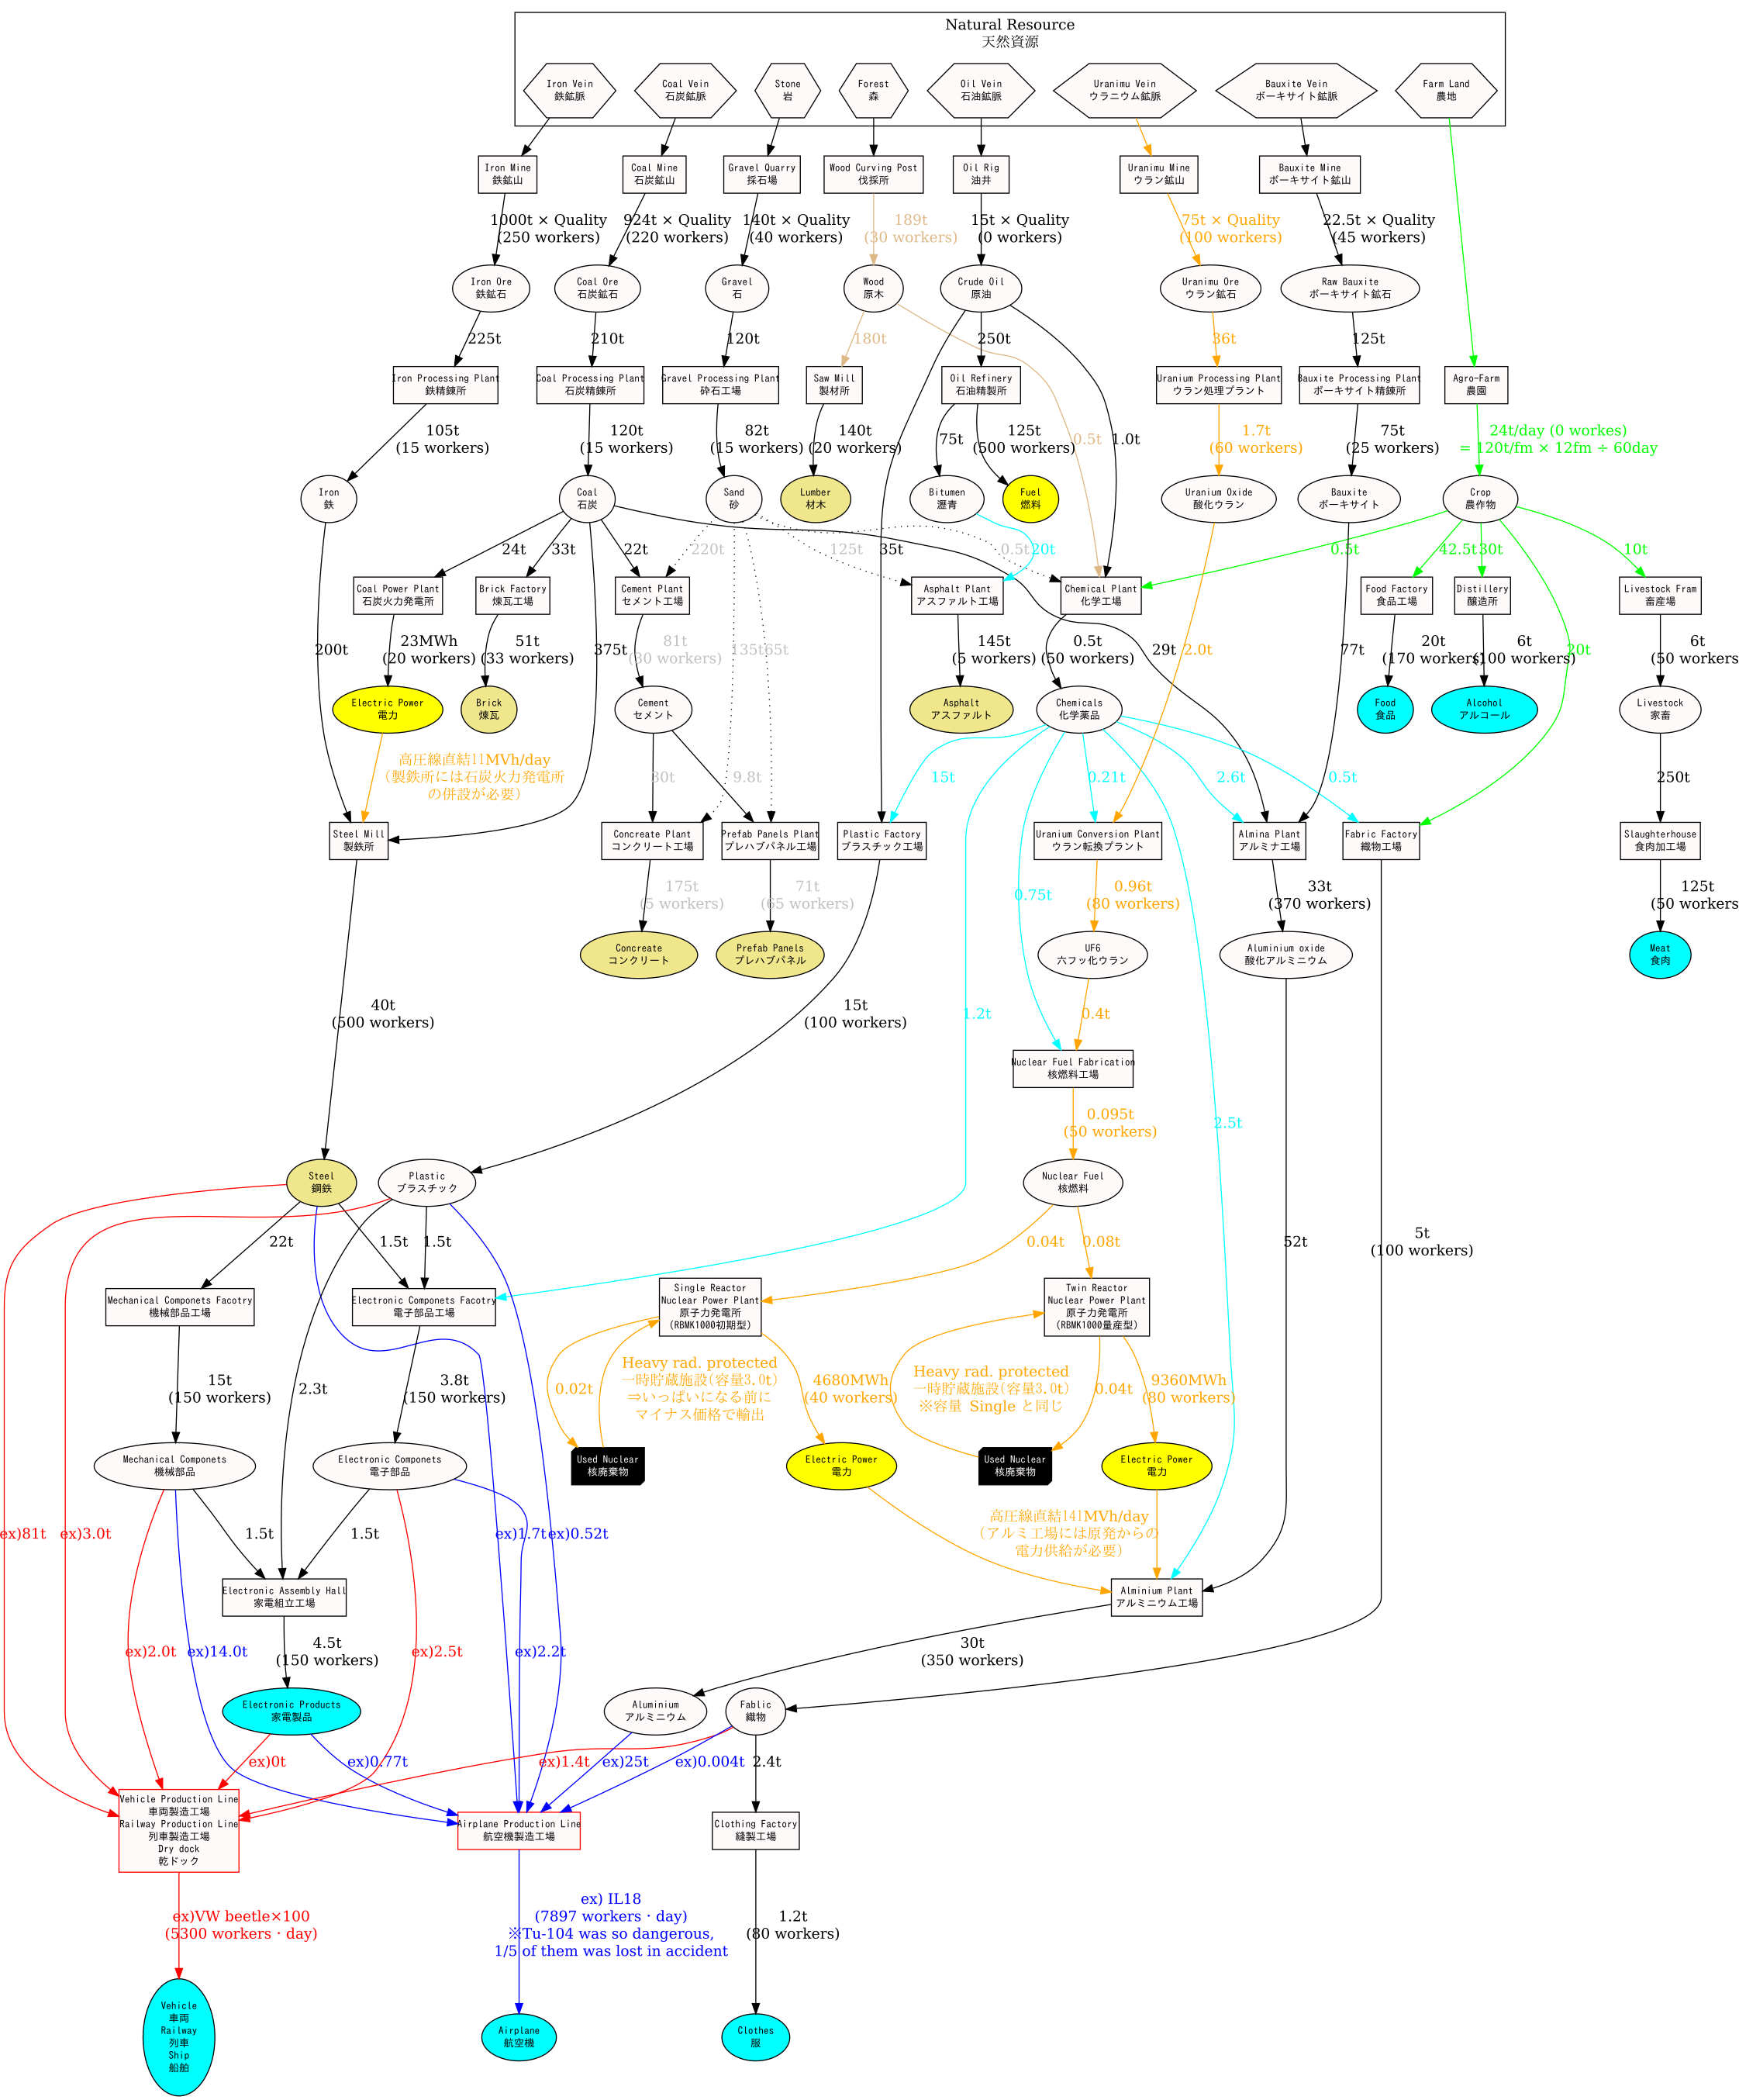 Natural Resource
天然資源
Iron Vein
鉄鉱脈
Coal Vein
石炭鉱脈
Stone
岩
Forest
森
Oil Vein
石油鉱脈
Uranimu Vein
ウラニウム鉱脈
Bauxite Vein
ボーキサイト鉱脈
Farm Land
農地
Iron Mine
鉄鉱山
Coal Mine
石炭鉱山
Gravel Quarry
採石場
Wood Curving Post
伐採所
Oil Rig
油井
Uranimu Mine
ウラン鉱山
Bauxite Mine
ボーキサイト鉱山
1000t × Quality
(250 workers)
924t × Quality
(220 workers)
140t × Quality
(40 workers)
189t
(30 workers)
15t × Quality
(0 workers)
75t × Quality
(100 workers)
22.5t × Quality
(45 workers)
Iron Ore
鉄鉱石
Coal Ore
石炭鉱石
Gravel
石
Wood
原木
Crude Oil
原油
Uranimu Ore
ウラン鉱石
Raw Bauxite
ボーキサイト鉱石
225t
210t
120t
180t
250t
36t
125t
Iron Processing Plant
鉄精錬所
Coal Processing Plant
石炭精錬所
Gravel Processing Plant
砕石工場
Saw Mill
製材所
Oil Refinery
石油精製所
Uranium Processing Plant
ウラン処理プラント
Bauxite Processing Plant
ボーキサイト精錬所
Agro-Farm
農園
105t
(15 workers)
120t
(15 workers)
82t
(15 workers)
140t
(20 workers)
75t
125t
(500 workers)
0.5t
1.0t
1.7t
(60 workers)
75t
(25 workers)
24t/day (0 workes)
= 120t/fm × 12fm ÷ 60day
Iron
鉄
Coal
石炭
Sand
砂
Lumber
材木
Bitumen
瀝青
Fuel
燃料
Uranium Oxide
酸化ウラン
Bauxite
ボーキサイト
Crop
農作物
24t
33t
22t
220t
125t
35t
0.5t
20t
0.5t
42.5t
30t
10t
Coal Power Plant
石炭火力発電所
Brick Factory
煉瓦工場
Cement Plant
セメント工場
Asphalt Plant
アスファルト工場
Chemical Plant
化学工場
Food Factory
食品工場
Distillery
醸造所
Livestock Fram
畜産場
200t
23MWh
(20 workers)
51t
(33 workers)
375t
81t
(30 workers)
135t
65t
145t
(5 workers)
0.5t
(50 workers)
29t
2.0t
77t
20t
(170 workers)
6t
(100 workers)
20t
6t
(50 workers
Electric Power
電力
Brick
煉瓦
Cement
セメント
Asphalt
アスファルト
Chemicals
化学薬品
Food
食品
Alcohol
アルコール
Livestock
家畜
高圧線直結11MVh/day
(製鉄所には石炭火力発電所
の併設が必要)
30t
9.8t
15t
0.21t
2.6t
0.5t
250t
Steel Mill
製鉄所
Concreate Plant
コンクリート工場
Prefab Panels Plant
プレハブパネル工場
Plastic Factory
プラスチック工場
Uranium Conversion Plant
ウラン転換プラント
Almina Plant
アルミナ工場
Fabric Factory
織物工場
Slaughterhouse
食肉加工場
175t
(5 workers)
71t
(65 workers)
0.75t
0.96t
(80 workers)
33t
(370 workers)
125t
(50 workers
Concreate
コンクリート
Prefab Panels
プレハブパネル
UF6
六フッ化ウラン
Aluminium oxide
酸化アルミニウム
Meat
食肉
40t
(500 workers)
15t
(100 workers)
1.2t
0.4t
Nuclear Fuel Fabrication
核燃料工場
0.095t
(50 workers)
2.5t
Steel
鋼鉄
Plastic
プラスチック
Nuclear Fuel
核燃料
22t
1.5t
1.5t
0.04t
0.08t
52t
5t
(100 workers)
Mechanical Componets Facotry
機械部品工場
Electronic Componets Facotry
電子部品工場
Single Reactor
Nuclear Power Plant
原子力発電所
(RBMK1000初期型)
Twin Reactor
Nuclear Power Plant
原子力発電所
(RBMK1000量産型)
15t
(150 workers)
2.3t
3.8t
(150 workers)
0.02t
Heavy rad. protected
一時貯蔵施設(容量3.0t)
⇒いっぱいになる前に
マイナス価格で輸出
4680MWh
(40 workers)
Heavy rad. protected
一時貯蔵施設(容量3.0t)
※容量 Single と同じ
0.04t
9360MWh
(80 workers)
Mechanical Componets
機械部品
Electronic Componets
電子部品
Used Nuclear
核廃棄物
Electric Power
電力
Used Nuclear
核廃棄物
Electric Power
電力
ex)81t
ex)3.0t
1.5t
1.5t
ex)1.7t
ex)0.52t
高圧線直結141MVh/day
(アルミ工場には原発からの
電力供給が必要)
Electronic Assembly Hall
家電組立工場
Alminium Plant
アルミニウム工場
ex)2.0t
ex)14.0t
4.5t
(150 workers)
ex)2.5t
ex)2.2t
30t
(350 workers)
Electronic Products
家電製品
Aluminium
アルミニウム
Fablic
織物
ex)0t
ex)0.77t
ex)1.4t
ex)25t
ex)0.004t
2.4t
Vehicle Production Line
車両製造工場
Railway Production Line
列車製造工場
Dry dock
乾ドック
Airplane Production Line
航空機製造工場
Clothing Factory
縫製工場
ex)VW beetle×100
(5300 workers・day)
ex) IL18
(7897 workers・day)
※Tu-104 was so dangerous,
1/5 of them was lost in accident
1.2t
(80 workers)
Vehicle
車両
Railway
列車
Ship
船舶
Airplane
航空機
Clothes
服